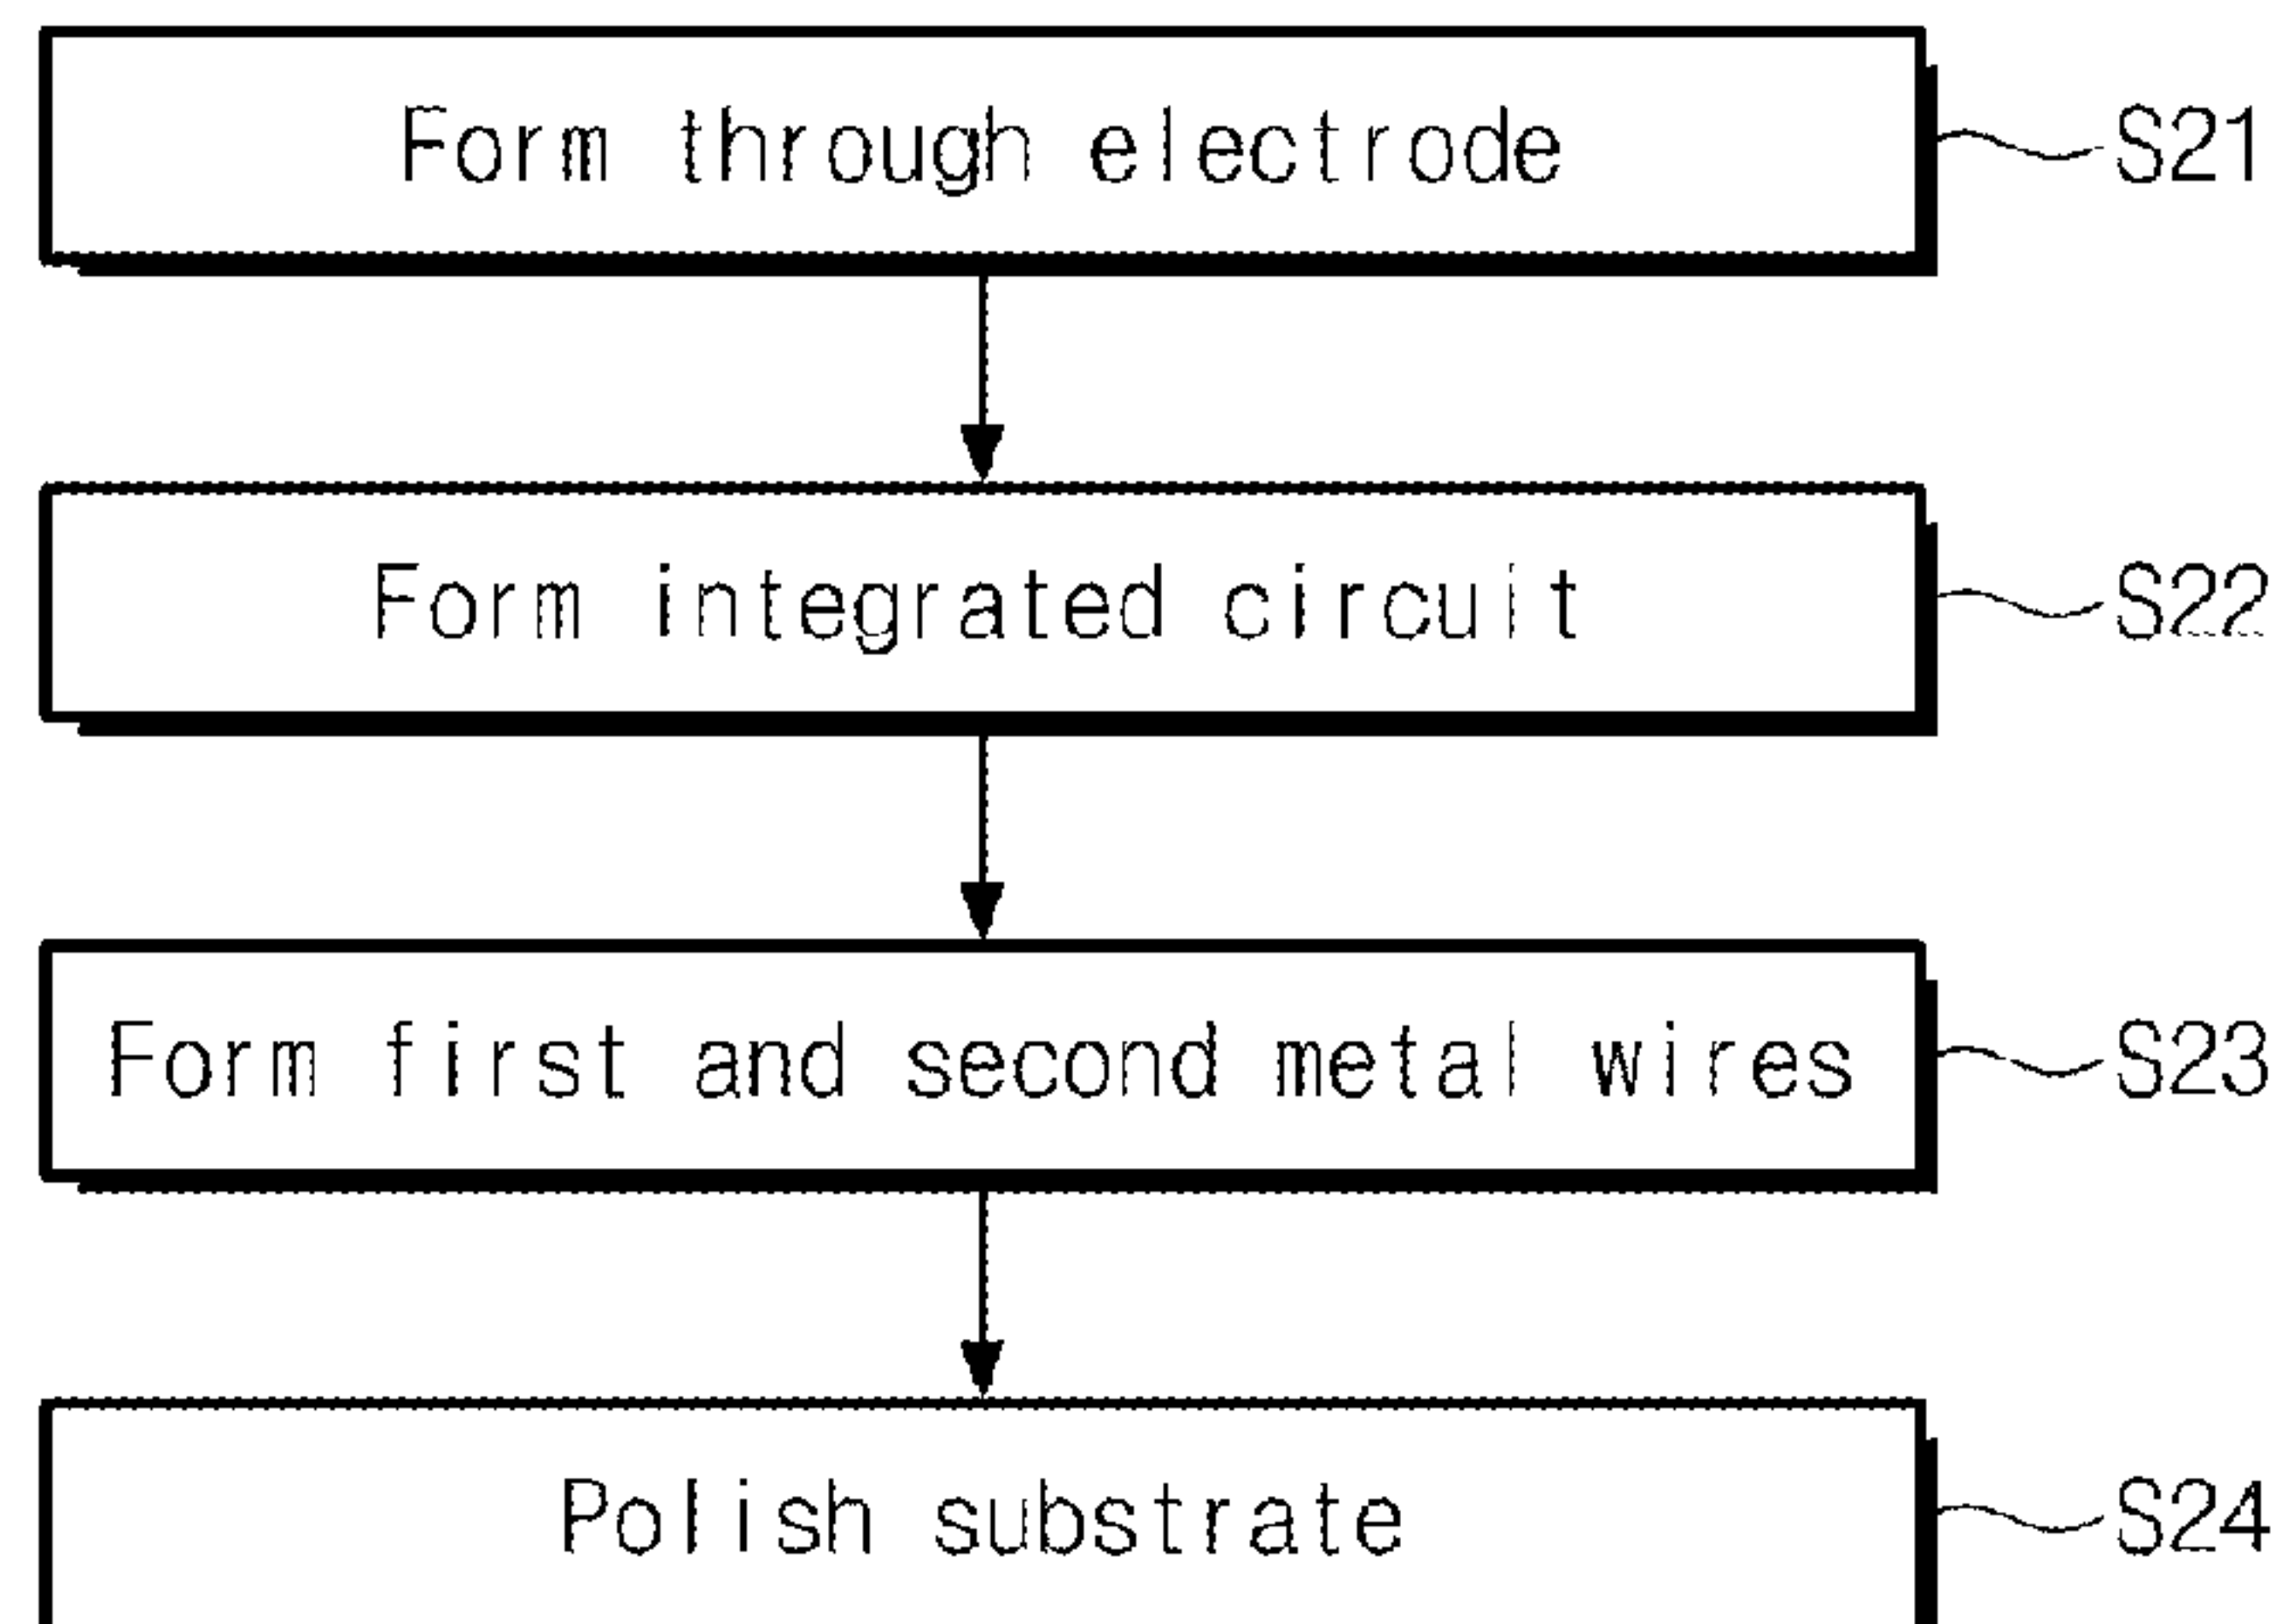 Form through electrode S21
Form integrated circuit S22
Form first and second metal wires S23
Polish substrate S24